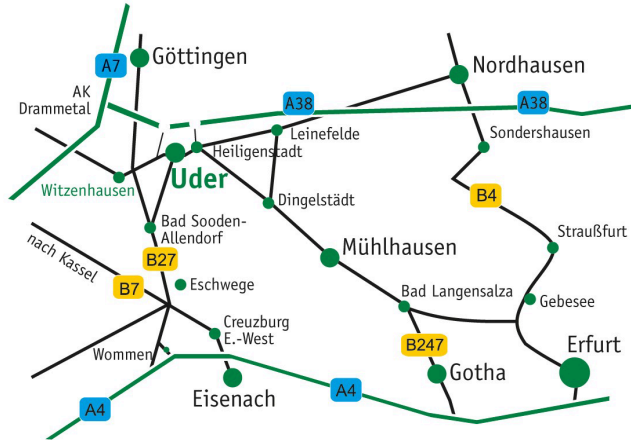 A7
Göttingen
Nordhausen
AK
Drammetal
A38
A38
Leinefelde
Sondershausen
Heiligenstadt
Witzenhausen
Uder
B4
Dingelstädt
Bad Sooden-
Allendorf
Straußfurt
nach Kassel
B27
Mühlhausen
B7
Eschwege
Bad Langensalza
Gebesee
Creuzburg
E.-West
Wommen
B247
Erfurt
Gotha
Eisenach
A4
A4